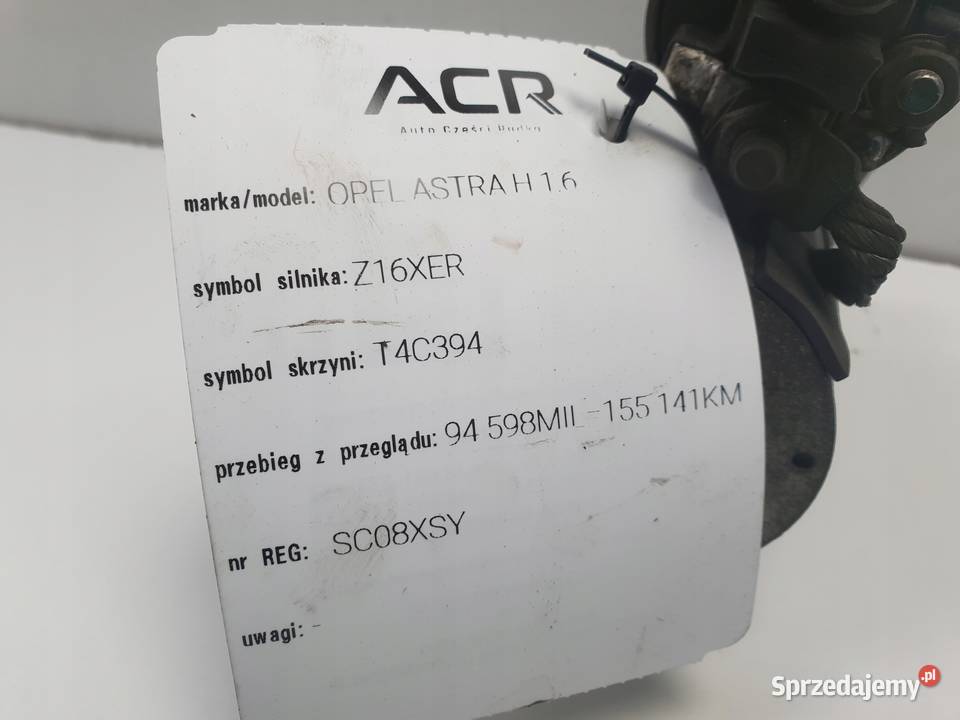 ACR
Auto Części Rudka
marka/model: OPEL ASTRA H 1.6
symbol silnika: Z16XER
symbol skrzyni: T4C394
przebieg z przeglądu: 94 598MIL -155 141KM
nr REG: SC08XSY
uwagi: -
Sprzedajemy.pl